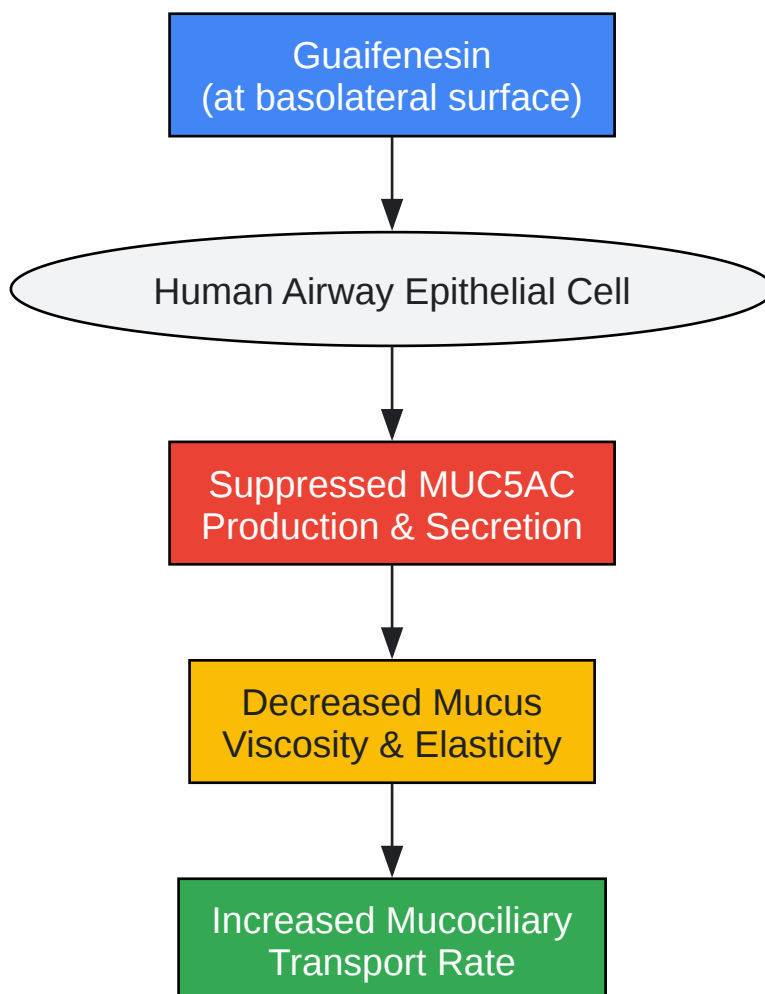 Guaifenesin
(at basolateral surface)
Human Airway Epithelial Cell
Suppressed MUC5AC
Production & Secretion
Decreased Mucus
Viscosity & Elasticity
Increased Mucociliary
Transport Rate